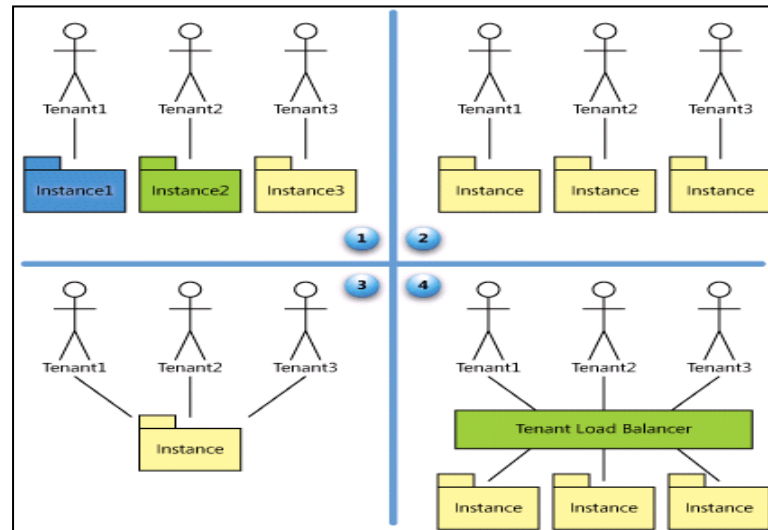 Tenant1 Tenant2 Tenant3
Instance1 Instance2 Instance3
1
Tenant1 Tenant2 Tenant3
Instance Instance Instance
2
3
Tenant1 Tenant2 Tenant3
Instance
4
Tenant1 Tenant2 Tenant3
Tenant Load Balancer
Instance Instance Instance